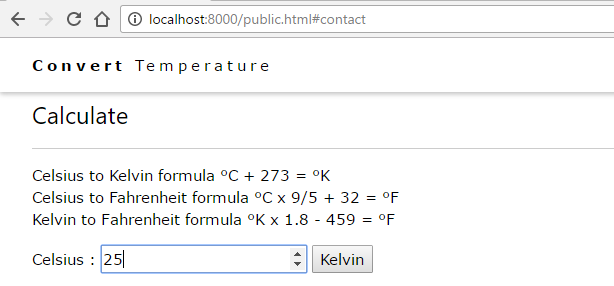 localhost:8000/public.html#contact
Convert Temperature
Calculate
Celsius to Kelvin formula ºC + 273 = ºK
Celsius to Fahrenheit formula ºC x 9/5 + 32 = ºF
Kelvin to Fahrenheit formula ºK x 1.8 - 459 = ºF
Celsius : 25 Kelvin